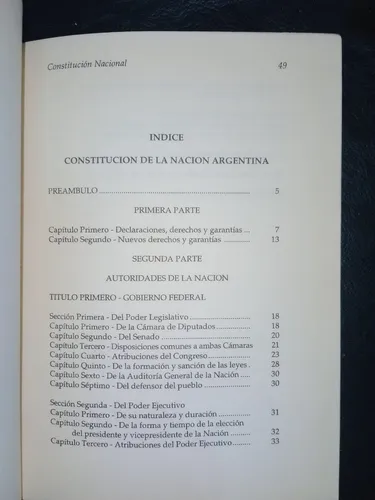 Constitución Nacional 49
INDICE
CONSTITUCION DE LA NACION ARGENTINA
PREAMBULO ........................................................ 5
PRIMERA PARTE
Capítulo Primero - Declaraciones, derechos y garantías ... 7
Capítulo Segundo - Nuevos derechos y garantías ........... 13
SEGUNDA PARTE
AUTORIDADES DE LA NACION
TITULO PRIMERO - GOBIERNO FEDERAL
Sección Primera - Del Poder Legislativo ......................... 18
Capítulo Primero - De la Cámara de Diputados ............... 18
Capítulo Segundo - Del Senado ................................... 20
Capítulo Tercero - Disposiciones comunes a ambas Cámaras 21
Capítulo Cuarto - Atribuciones del Congreso .................. 23
Capítulo Quinto - De la formación y sanción de las leyes .. 28
Capítulo Sexto - De la Auditoría General de la Nación ..... 30
Capítulo Séptimo - Del defensor del pueblo .................... 30
Sección Segunda - Del Poder Ejecutivo
Capítulo Primero - De su naturaleza y duración .............. 31
Capítulo Segundo - De la forma y tiempo de la elección
del presidente y vicepresidente de la Nación .......... 32
Capítulo Tercero - Atribuciones del Poder Ejecutivo ......... 33